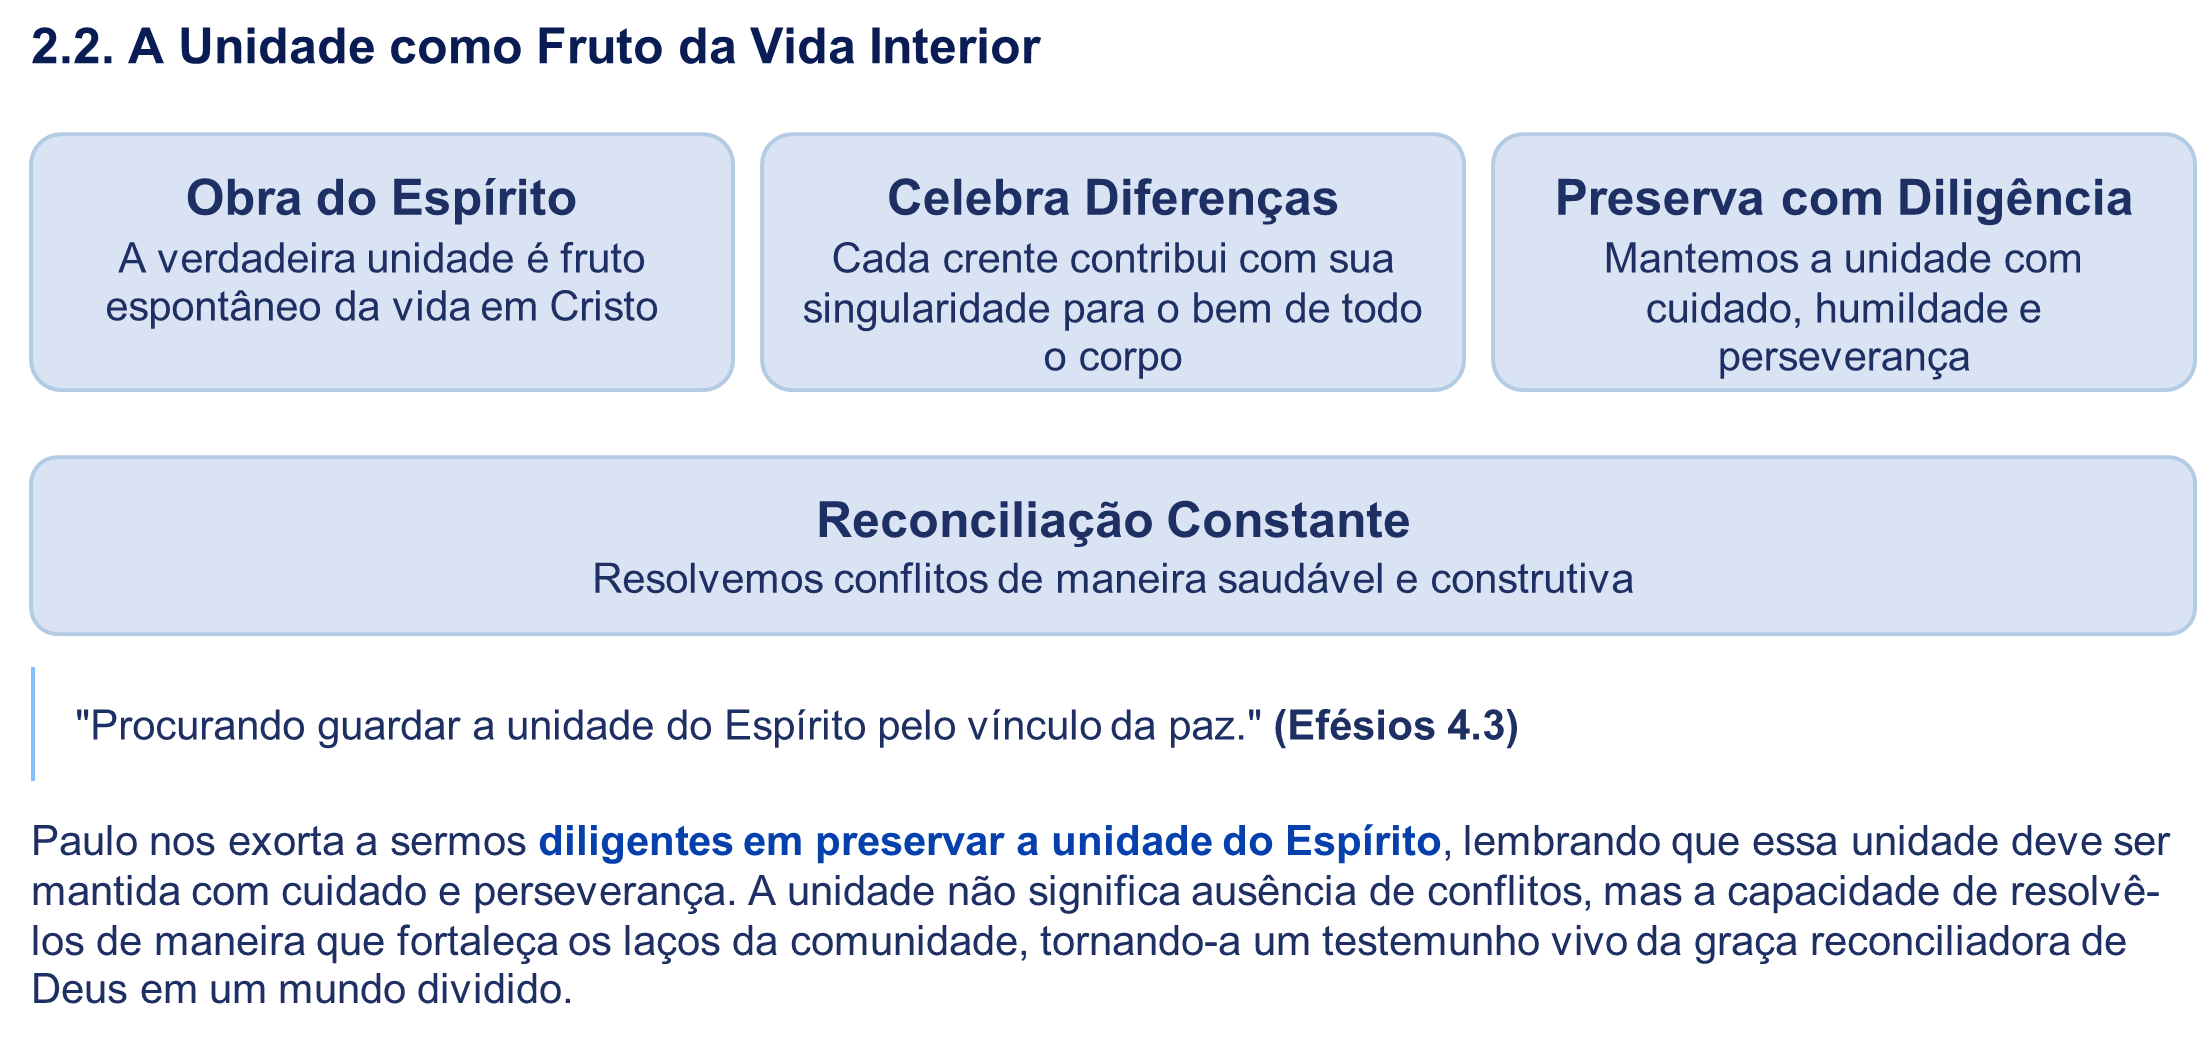 2.2. A Unidade como Fruto da Vida Interior
Obra do Espírito
A verdadeira unidade é fruto
espontâneo da vida em Cristo
Celebra Diferenças
Cada crente contribui com sua
singularidade para o bem de todo
o corpo
Preserva com Diligência
Mantemos a unidade com
cuidado, humildade e
perseverança
Reconciliação Constante
Resolvemos conflitos de maneira saudável e construtiva
"Procurando guardar a unidade do Espírito pelo vínculo da paz." (Efésios 4.3)
Paulo nos exorta a sermos diligentes em preservar a unidade do Espírito, lembrando que essa unidade deve ser
mantida com cuidado e perseverança. A unidade não significa ausência de conflitos, mas a capacidade de resolvê-
los de maneira que fortaleça os laços da comunidade, tornando-a um testemunho vivo da graça reconciliadora de
Deus em um mundo dividido.